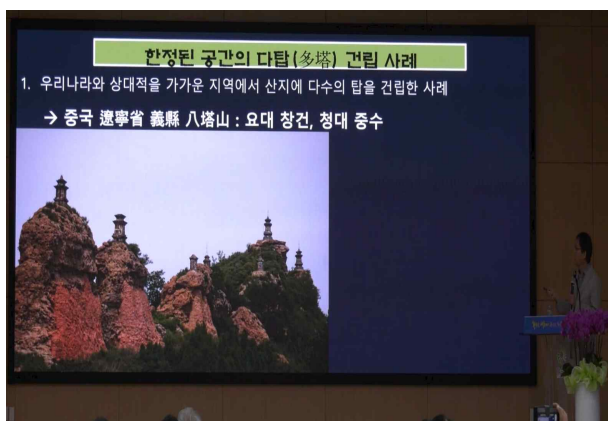 한정된 공간의 다탑(多塔) 건립 사례
1. 우리나라와 상대적을 가가운 지역에서 산지에 다수의 탑을 건립한 사례
→ 중국 遼寧省 義縣 八塔山 : 요대 창건, 청대 중수